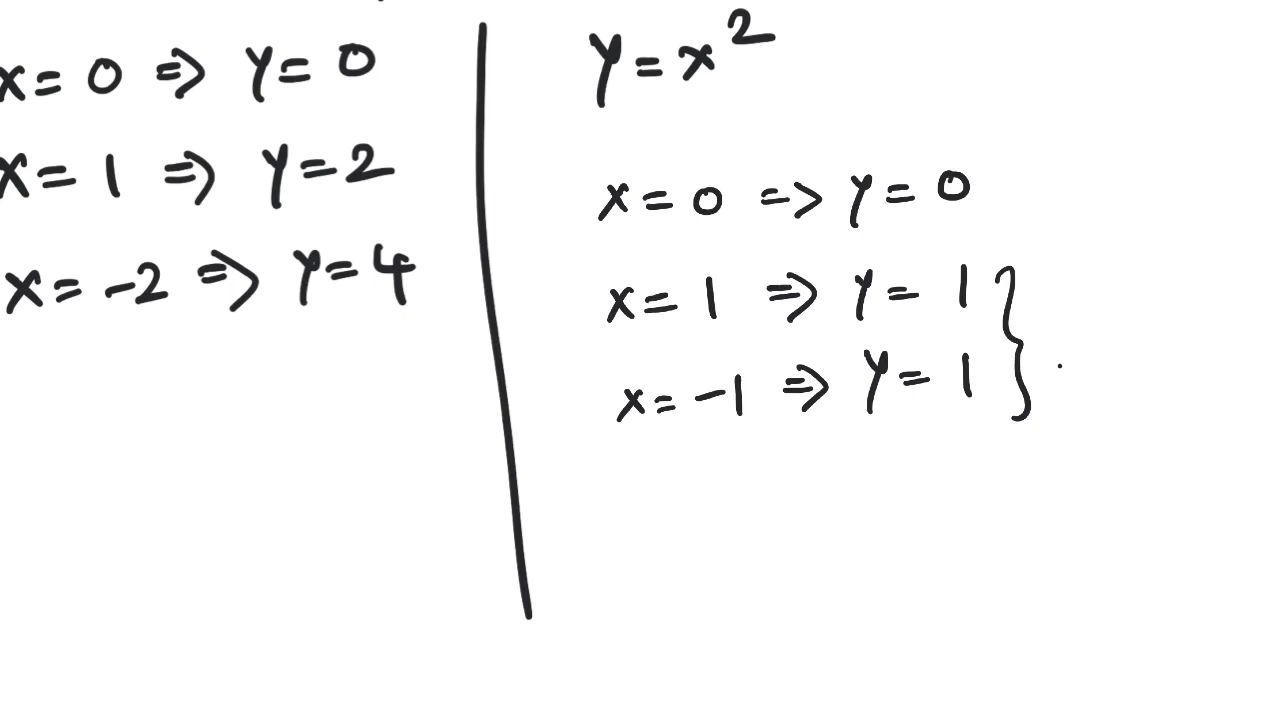 x = 0 => y = 0
x = 1 => y = 2
x = -2 => y = 4
y = x²
x = 0 => y = 0
x = 1 => y = 1
x = -1 => y = 1